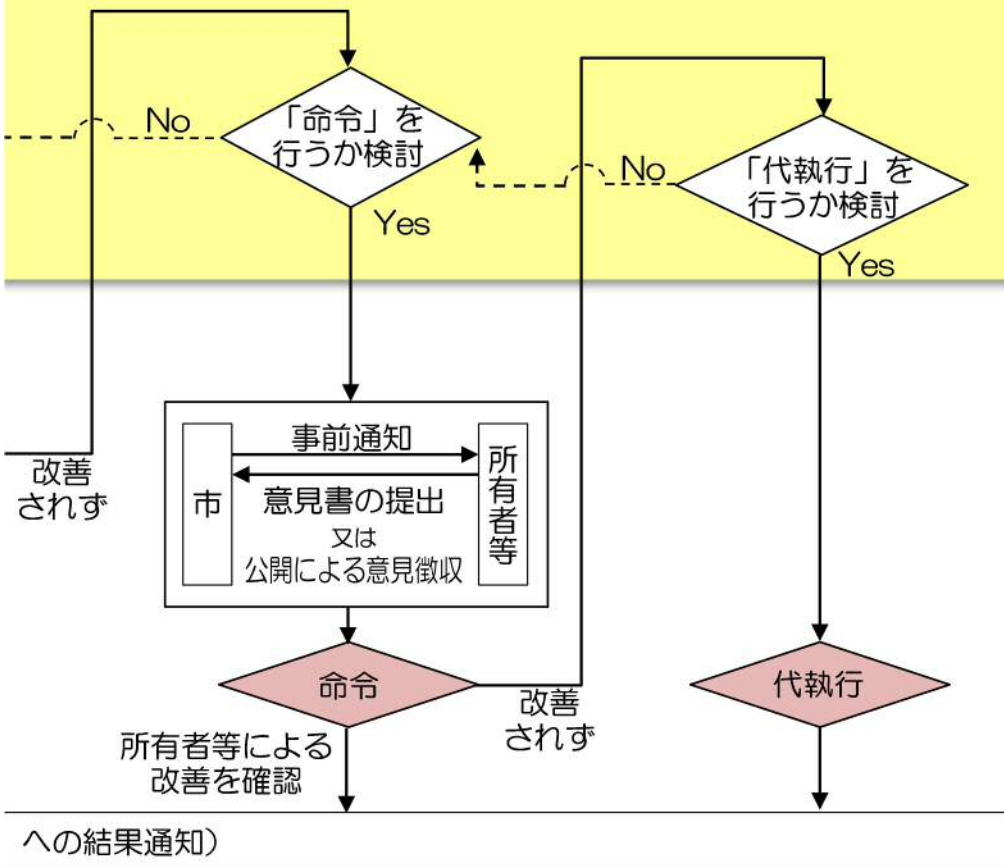 No
「命令」を
行うか検討
Yes
No
「代執行」を
行うか検討
Yes
改善
されず
市
事前通知
意見書の提出
又は
公開による意見徴収
所有者等
命令
改善
されず
代執行
所有者等による
改善を確認
への結果通知）